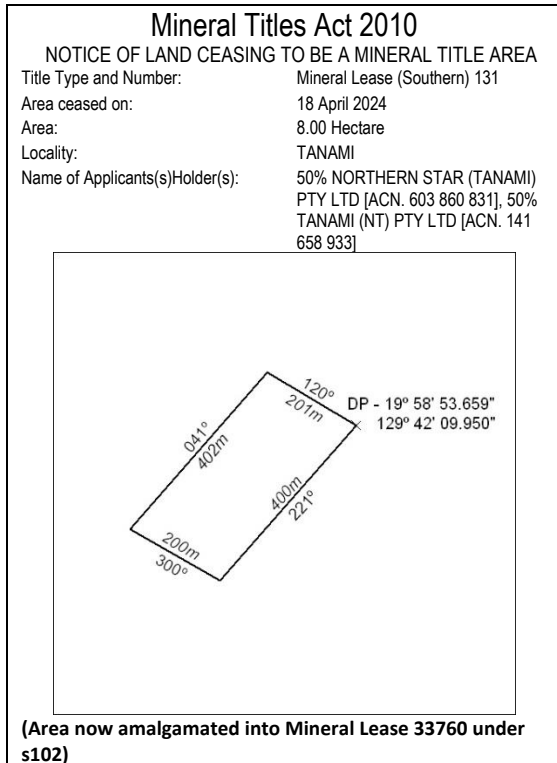 Mineral Titles Act 2010
NOTICE OF LAND CEASING TO BE A MINERAL TITLE AREA
Title Type and Number: Mineral Lease (Southern) 131
Area ceased on: 18 April 2024
Area: 8.00 Hectare
Locality: TANAMI
Name of Applicants(s)Holder(s): 50% NORTHERN STAR (TANAMI)
PTY LTD [ACN. 603 860 831], 50%
TANAMI (NT) PTY LTD [ACN. 141
658 933]
120°
201m
DP - 19° 58' 53.659"
129° 42' 09.950"
041°
402m
400m
221°
200m
300°
(Area now amalgamated into Mineral Lease 33760 under
s102)